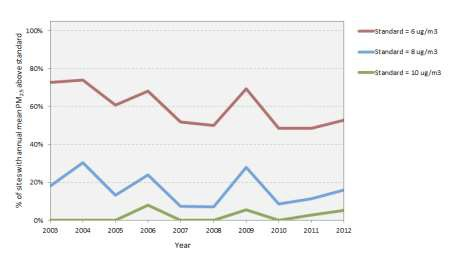 100%
80%
60%
40%
20%
0%
% of sites with annual mean PM2.5 above standard
2003 2004 2005 2006 2007 2008 2009 2010 2011 2012
Year
Standard = 6 ug/m3
Standard = 8 ug/m3
Standard = 10 ug/m3